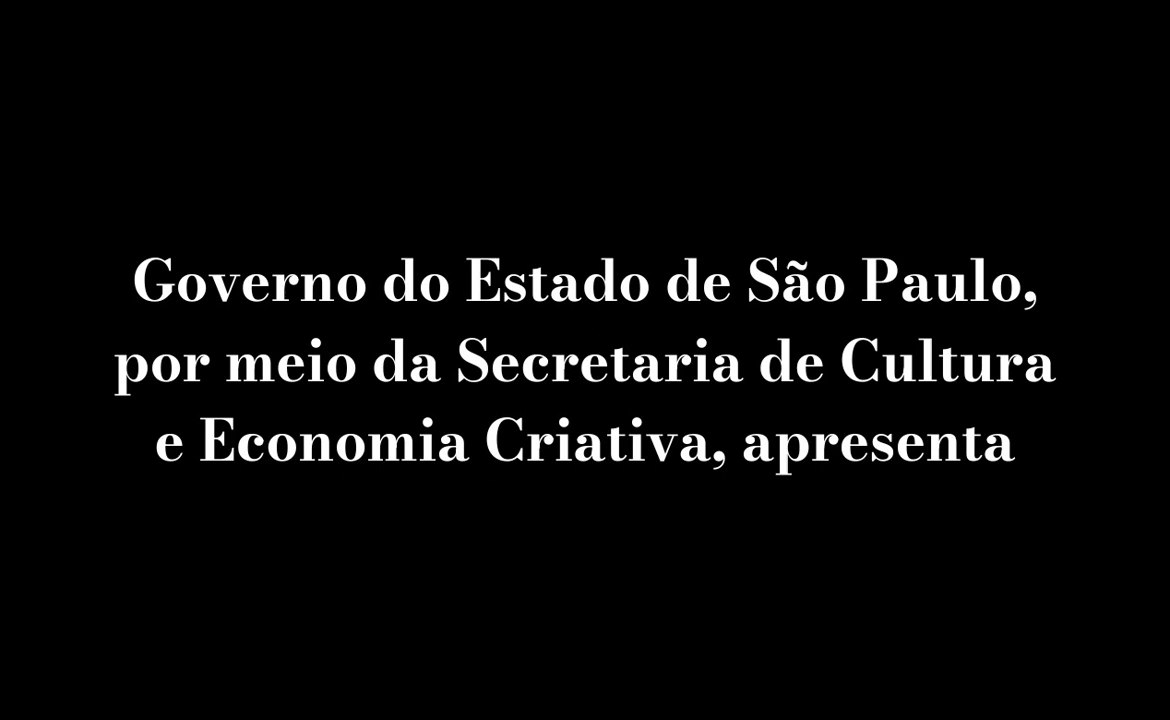 Governo do Estado de São Paulo,
por meio da Secretaria de Cultura
e Economia Criativa, apresenta